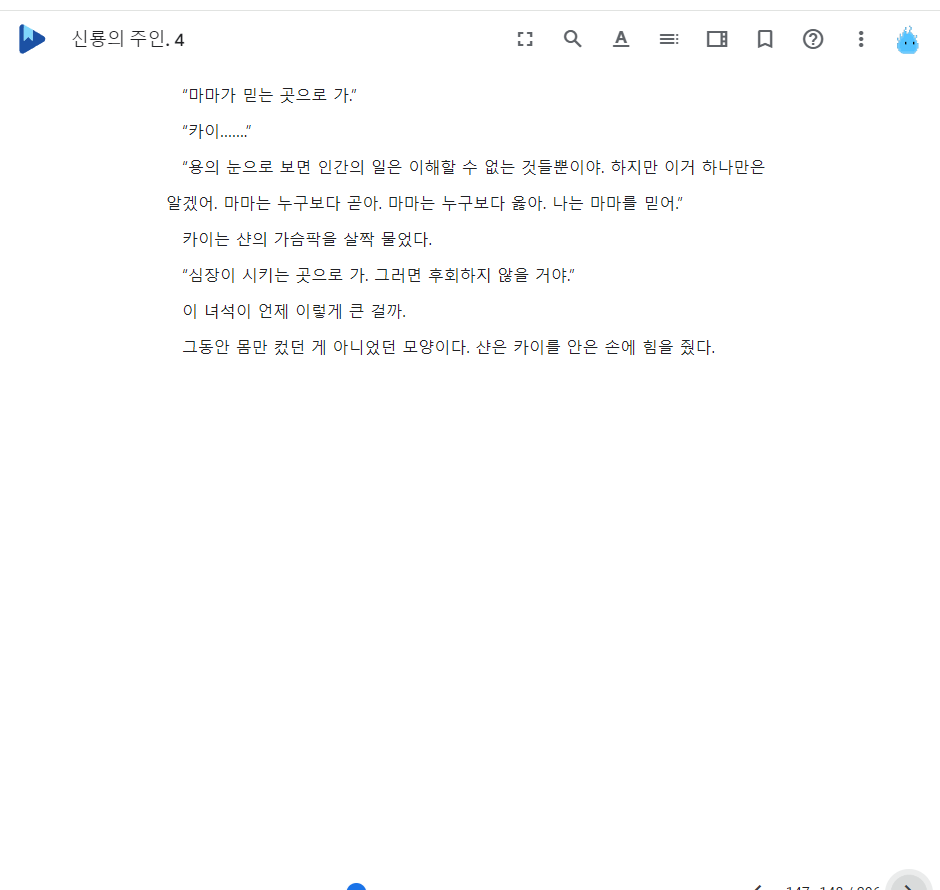 신룡의 주인. 4
“마마가 믿는 곳으로 가.”
“카이.......”
“용의 눈으로 보면 인간의 일은 이해할 수 없는 것들뿐이야. 하지만 이거 하나만은
알겠어. 마마는 누구보다 곧아. 마마는 누구보다 옳아. 나는 마마를 믿어.”
카이는 샨의 가슴팍을 살짝 물었다.
“심장이 시키는 곳으로 가. 그러면 후회하지 않을 거야.”
이 녀석이 언제 이렇게 큰 걸까.
그동안 몸만 컸던 게 아니었던 모양이다. 샨은 카이를 안은 손에 힘을 줬다.